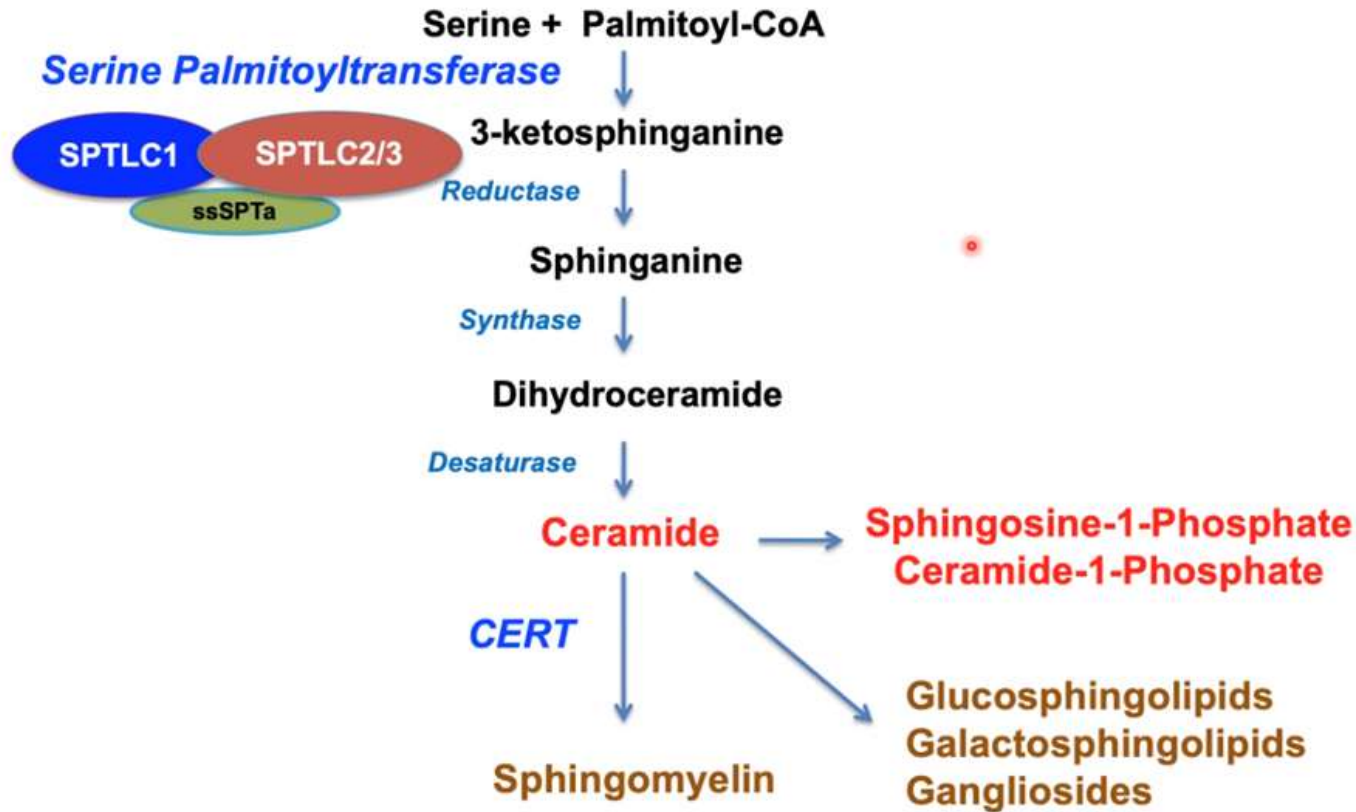 Serine + Palmitoyl-CoA
Serine Palmitoyltransferase
SPTLC1
SPTLC2/3
ssSPTa
3-ketosphinganine
Reductase
Sphinganine
Synthase
Dihydroceramide
Desaturase
Ceramide
Sphingosine-1-Phosphate
Ceramide-1-Phosphate
CERT
Glucosphingolipids
Galactosphingolipids
Gangliosides
Sphingomyelin